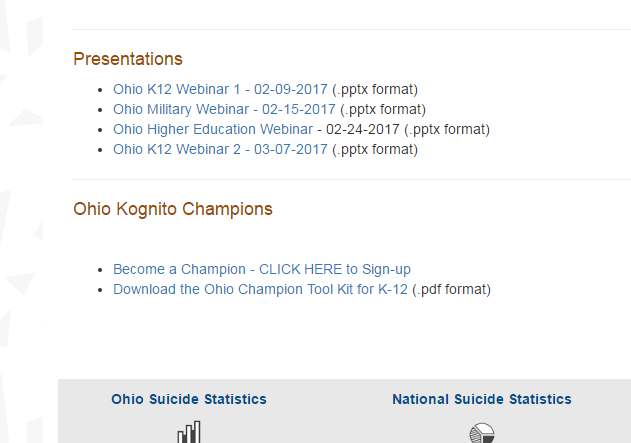 Presentations
Ohio K12 Webinar 1 - 02-09-2017 (.pptx format)
Ohio Military Webinar - 02-15-2017 (.pptx format)
Ohio Higher Education Webinar - 02-24-2017 (.pptx format)
Ohio K12 Webinar 2 - 03-07-2017 (.pptx format)
Ohio Kognito Champions
Become a Champion - CLICK HERE to Sign-up
Download the Ohio Champion Tool Kit for K-12 (.pdf format)
Ohio Suicide Statistics
National Suicide Statistics